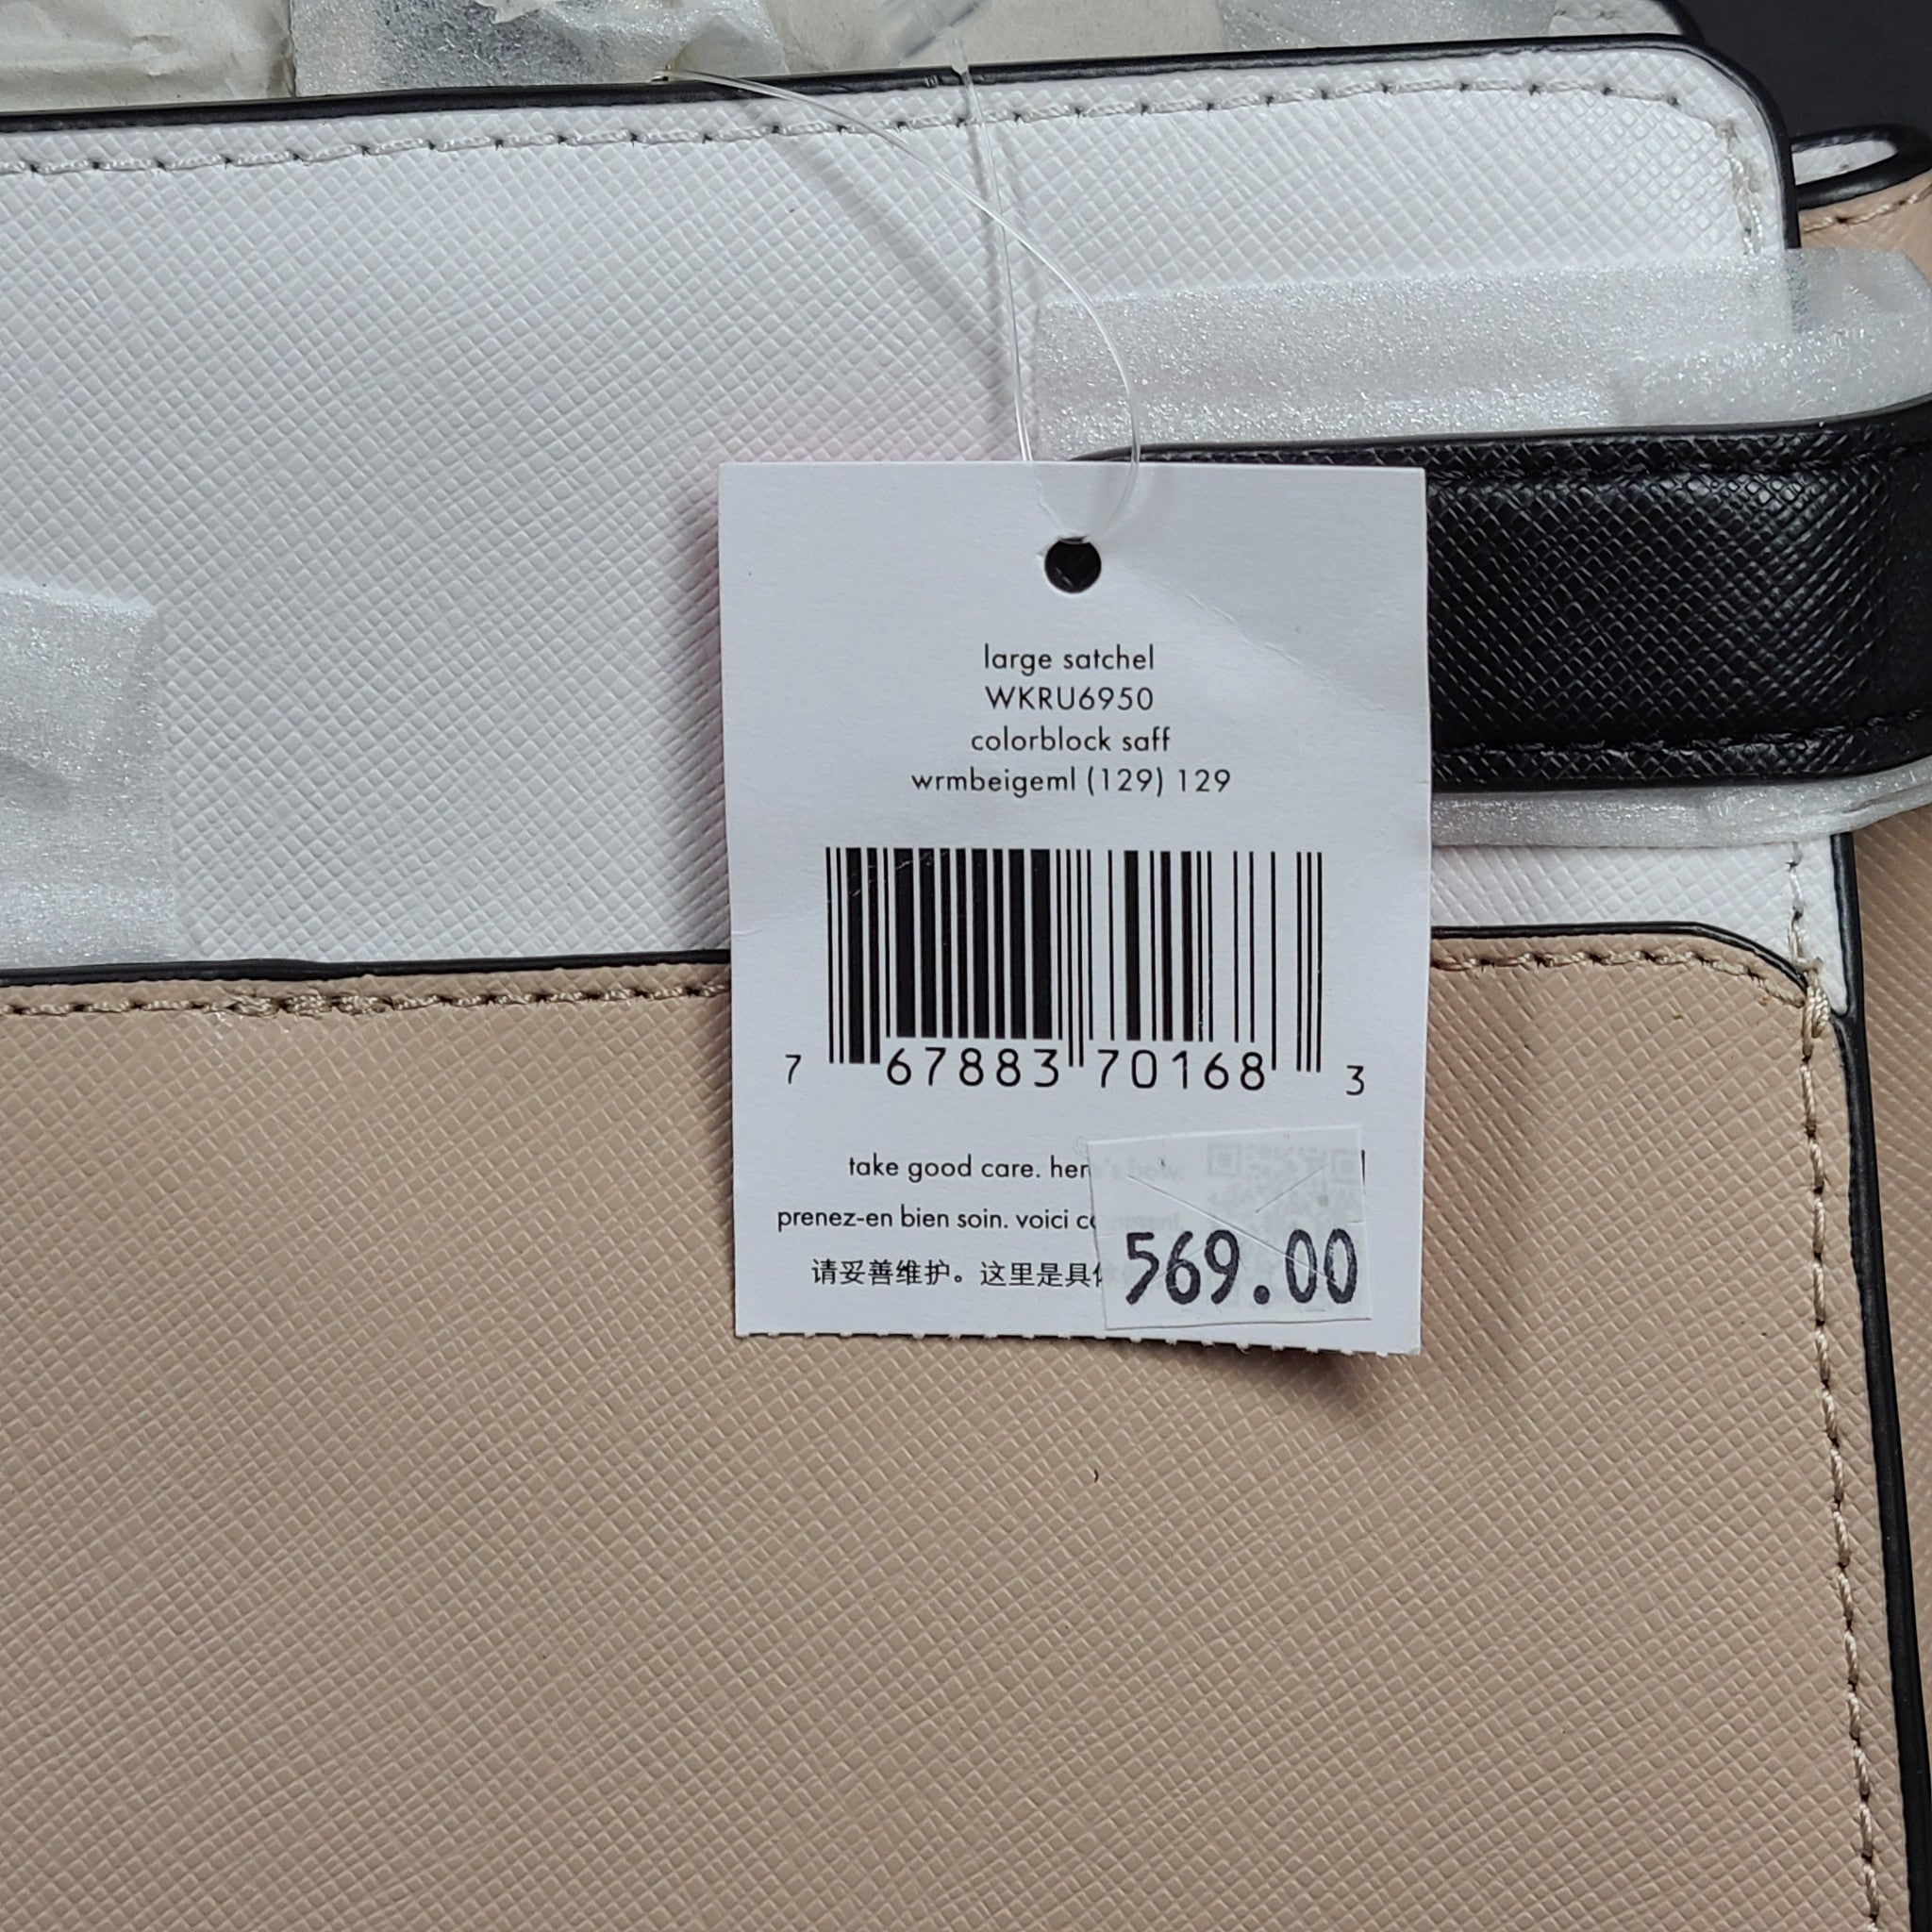 large satchel
WKRU6950
colorblock saff
wrmbeigeml (129) 129
7 67883 70168 3
take good care. here's how.
prenez-en bien soin. voici comment.
请妥善维护。这里是具体
569.00